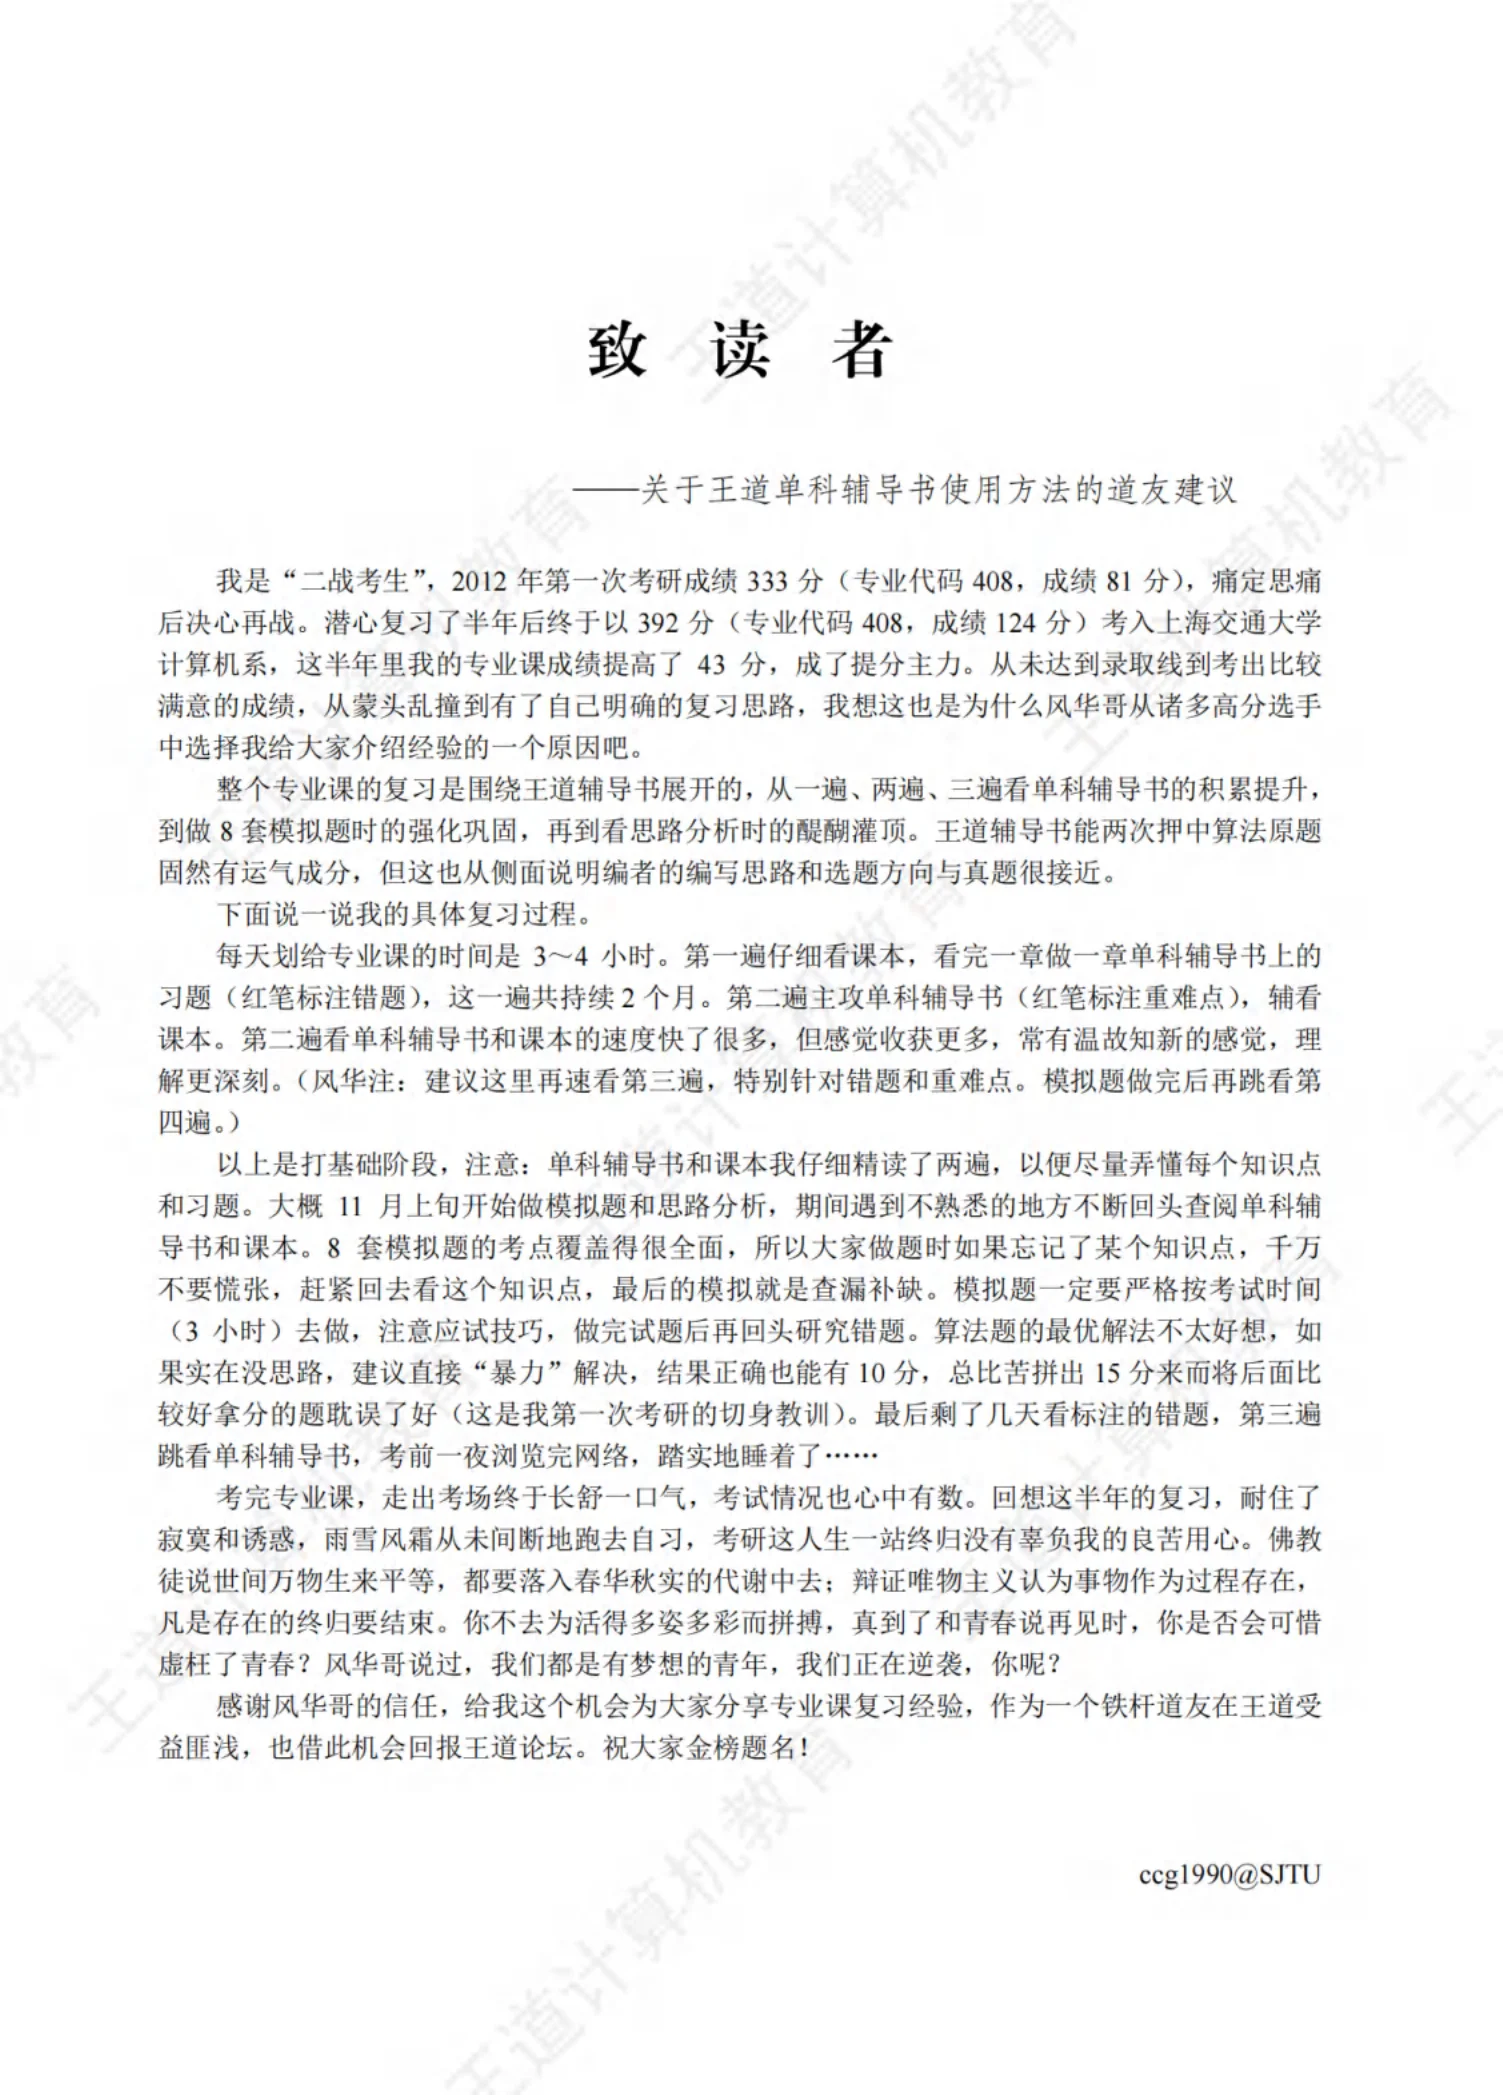 致 读 者
——关于王道单科辅导书使用方法的道友建议
我是“二战考生”，2012 年第一次考研成绩 333 分（专业代码 408，成绩 81 分），痛定思痛
后决心再战。潜心复习了半年后终于以 392 分（专业代码 408，成绩 124 分）考入上海交通大学
计算机系，这半年里我的专业课成绩提高了 43 分，成了提分主力。从未达到录取线到考出比较
满意的成绩，从蒙头乱撞到有了自己明确的复习思路，我想这也是为什么风华哥从诸多高分选手
中选择我给大家介绍经验的一个原因吧。
整个专业课的复习是围绕王道辅导书展开的，从一遍、两遍、三遍看单科辅导书的积累提升，
到做 8 套模拟题时的强化巩固，再到看思路分析时的醍醐灌顶。王道辅导书能两次押中算法原题
固然有运气成分，但这也从侧面说明编者的编写思路和选题方向与真题很接近。
下面说一说我的具体复习过程。
每天划给专业课的时间是 3～4 小时。第一遍仔细看课本，看完一章做一章单科辅导书上的
习题（红笔标注错题），这一遍共持续 2 个月。第二遍主攻单科辅导书（红笔标注重难点），辅看
课本。第二遍看单科辅导书和课本的速度快了很多，但感觉收获更多，常有温故知新的感觉，理
解更深刻。（风华注：建议这里再速看第三遍，特别针对错题和重难点。模拟题做完后再跳看第
四遍。）
以上是打基础阶段，注意：单科辅导书和课本我仔细精读了两遍，以便尽量弄懂每个知识点
和习题。大概 11 月上旬开始做模拟题和思路分析，期间遇到不熟悉的地方不断回头查阅单科辅
导书和课本。8 套模拟题的考点覆盖得很全面，所以大家做题时如果忘记了某个知识点，千万
不要慌张，赶紧回去看这个知识点，最后的模拟就是查漏补缺。模拟题一定要严格按考试时间
（3 小时）去做，注意应试技巧，做完试题后再回头研究错题。算法题的最优解法不太好想，如
果实在没思路，建议直接“暴力”解决，结果正确也能有 10 分，总比苦拼出 15 分来而将后面比
较好拿分的题耽误了好（这是我第一次考研的切身教训）。最后剩了几天看标注的错题，第三遍
跳看单科辅导书，考前一夜浏览完网络，踏实地睡着了……
考完专业课，走出考场终于长舒一口气，考试情况也心中有数。回想这半年的复习，耐住了
寂寞和诱惑，雨雪风霜从未间断地跑去自习，考研这人生一站终归没有辜负我的良苦用心。佛教
徒说世间万物生来平等，都要落入春华秋实的代谢中去；辩证唯物主义认为事物作为过程存在，
凡是存在的终归要结束。你不去为活得多姿多彩而拼搏，真到了和青春说再见时，你是否会可惜
虚枉了青春？风华哥说过，我们都是有梦想的青年，我们正在逆袭，你呢？
感谢风华哥的信任，给我这个机会为大家分享专业课复习经验，作为一个铁杆道友在王道受
益匪浅，也借此机会回报王道论坛。祝大家金榜题名！
ccg1990@SJTU
王道计算机教育
王道计算机教育
王道计算机教育
王道计算机教育
王道计算机教育
王道计算机教育
王道计算机教育